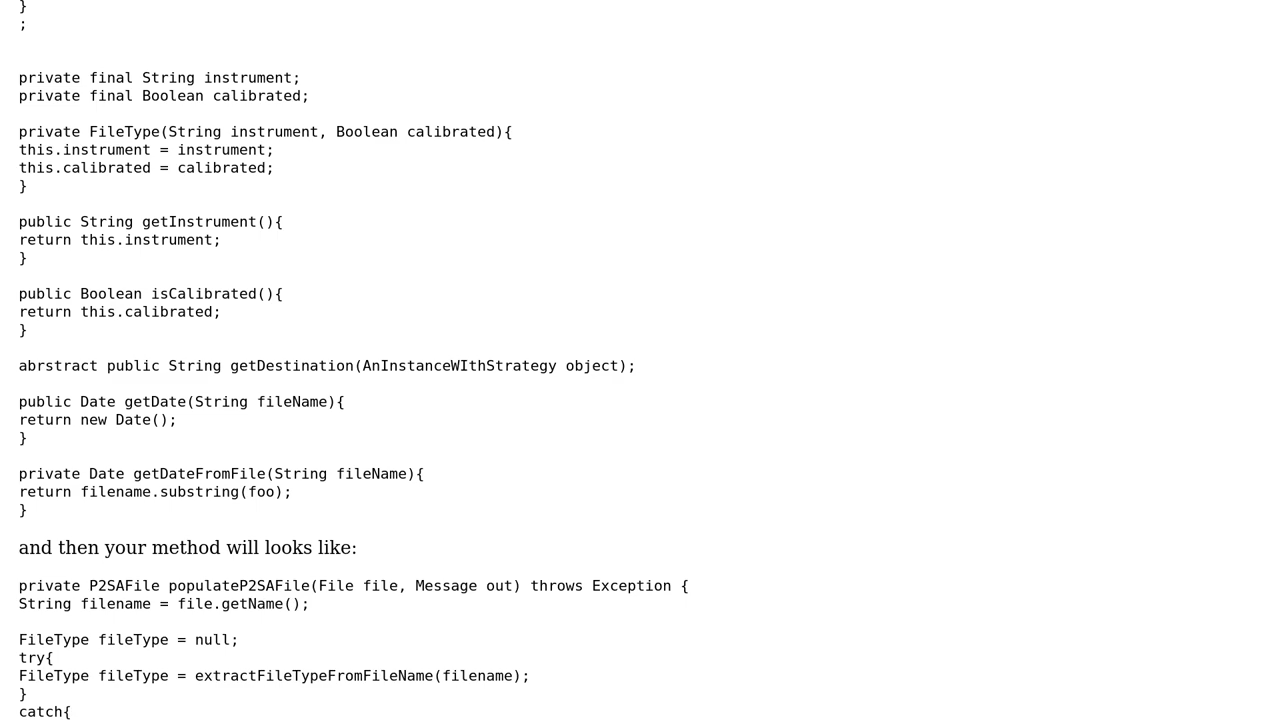 }
;
private final String instrument;
private final Boolean calibrated;
private FileType(String instrument, Boolean calibrated){
this.instrument = instrument;
this.calibrated = calibrated;
}
public String getInstrument(){
return this.instrument;
}
public Boolean isCalibrated(){
return this.calibrated;
}
abrstract public String getDestination(AnInstanceWIthStrategy object);
public Date getDate(String fileName){
return new Date();
}
private Date getDateFromFile(String fileName){
return filename.substring(foo);
}
and then your method will looks like:
private P2SAFile populateP2SAFile(File file, Message out) throws Exception {
String filename = file.getName();
FileType fileType = null;
try{
FileType fileType = extractFileTypeFromFileName(filename);
}
catch{